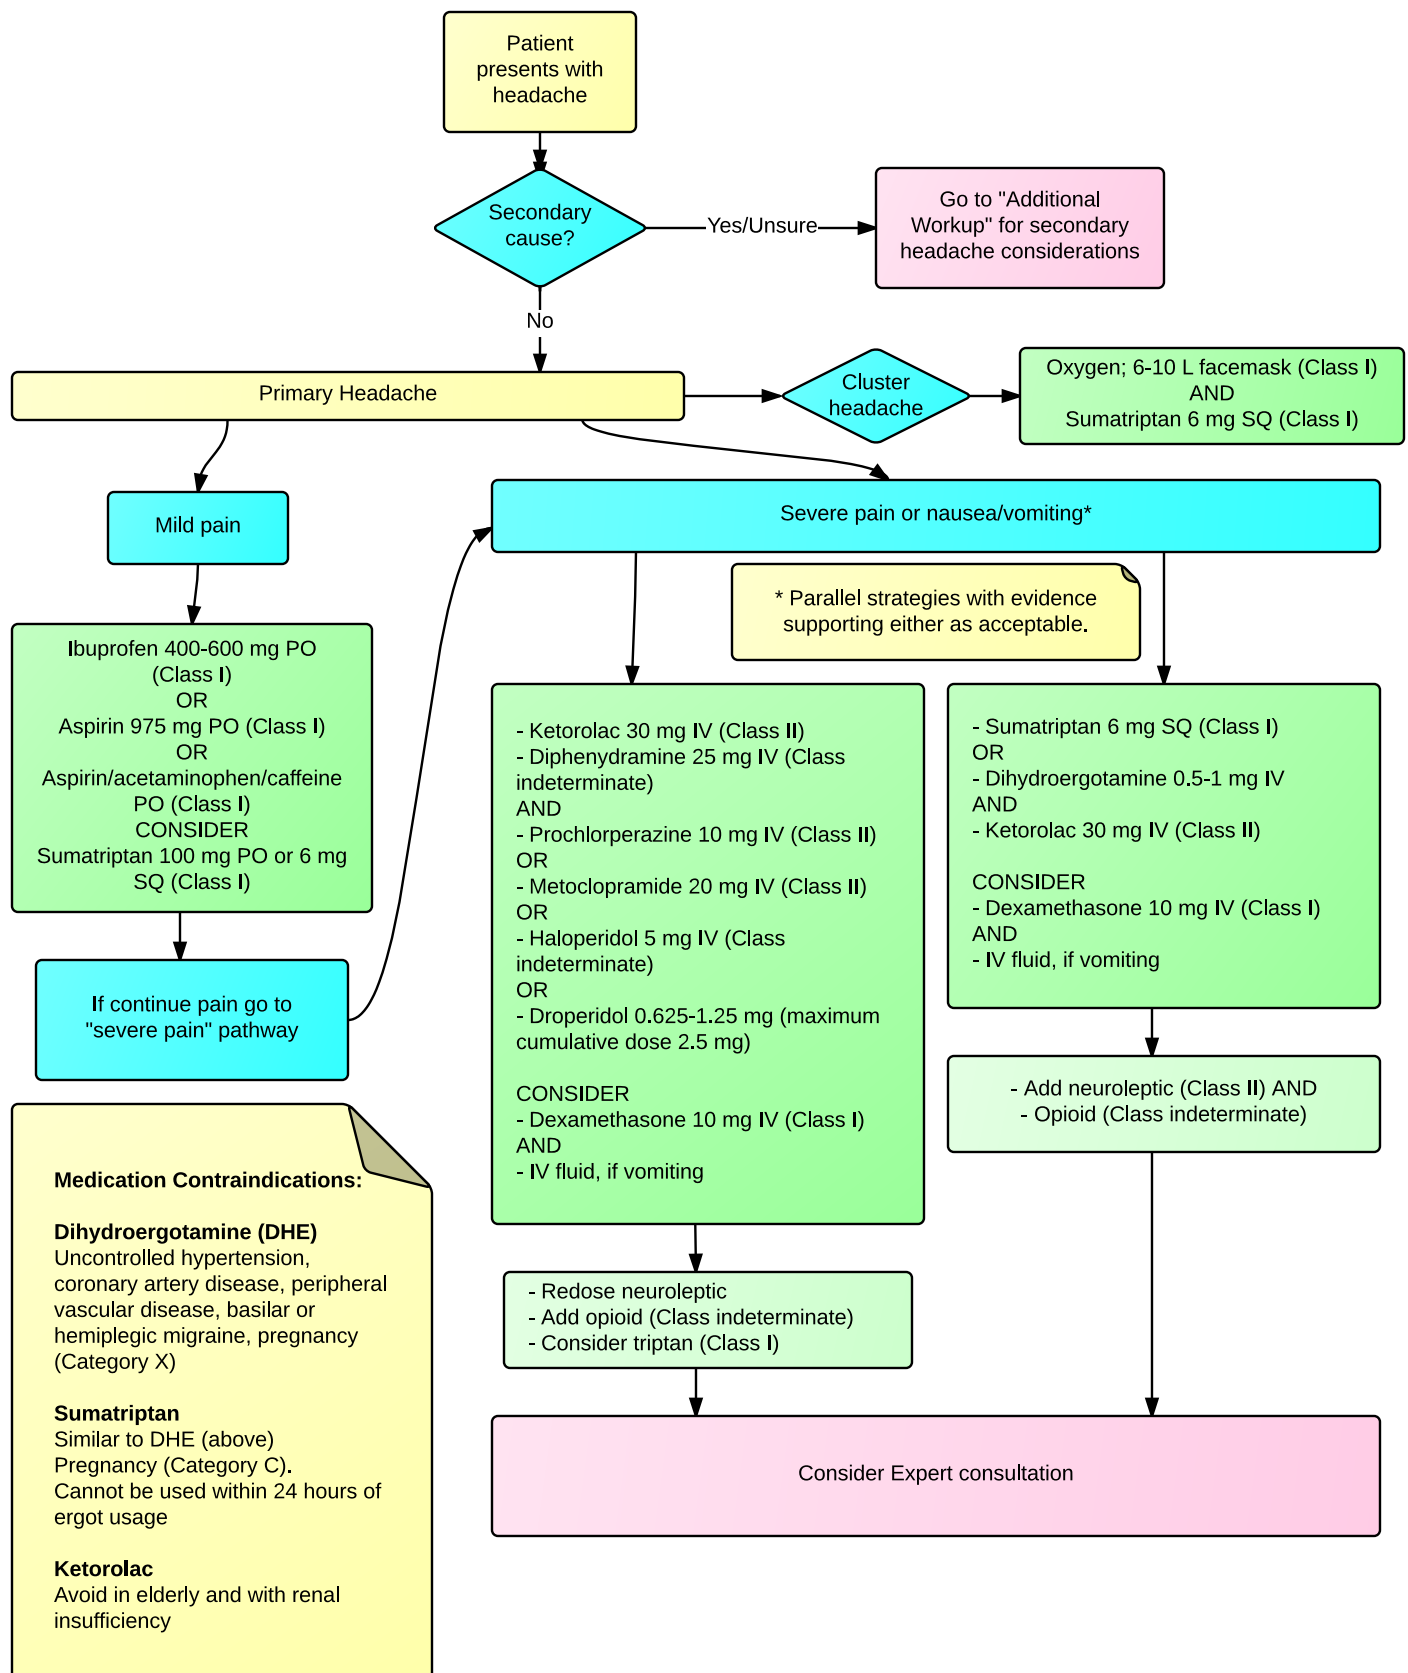 Patient
presents with
headache
Secondary
cause?
Yes/Unsure
Go to "Additional
Workup" for secondary
headache considerations
No
Primary Headache
Cluster
headache
Oxygen; 6-10 L facemask (Class I)
AND
Sumatriptan 6 mg SQ (Class I)
Mild pain
Severe pain or nausea/vomiting*
* Parallel strategies with evidence
supporting either as acceptable.
Ibuprofen 400-600 mg PO
(Class I)
OR
Aspirin 975 mg PO (Class I)
OR
Aspirin/acetaminophen/caffeine
PO (Class I)
CONSIDER
Sumatriptan 100 mg PO or 6 mg
SQ (Class I)
If continue pain go to
"severe pain" pathway
- Ketorolac 30 mg IV (Class II)
- Diphenydramine 25 mg IV (Class
indeterminate)
AND
- Prochlorperazine 10 mg IV (Class II)
OR
- Metoclopramide 20 mg IV (Class II)
OR
- Haloperidol 5 mg IV (Class
indeterminate)
OR
- Droperidol 0.625-1.25 mg (maximum
cumulative dose 2.5 mg)
CONSIDER
- Dexamethasone 10 mg IV (Class I)
AND
- IV fluid, if vomiting
- Sumatriptan 6 mg SQ (Class I)
OR
- Dihydroergotamine 0.5-1 mg IV
AND
- Ketorolac 30 mg IV (Class II)
CONSIDER
- Dexamethasone 10 mg IV (Class I)
AND
- IV fluid, if vomiting
- Add neuroleptic (Class II) AND
- Opioid (Class indeterminate)
- Redose neuroleptic
- Add opioid (Class indeterminate)
- Consider triptan (Class I)
Consider Expert consultation
Medication Contraindications:
Dihydroergotamine (DHE)
Uncontrolled hypertension,
coronary artery disease, peripheral
vascular disease, basilar or
hemiplegic migraine, pregnancy
(Category X)
Sumatriptan
Similar to DHE (above)
Pregnancy (Category C).
Cannot be used within 24 hours of
ergot usage
Ketorolac
Avoid in elderly and with renal
insufficiency